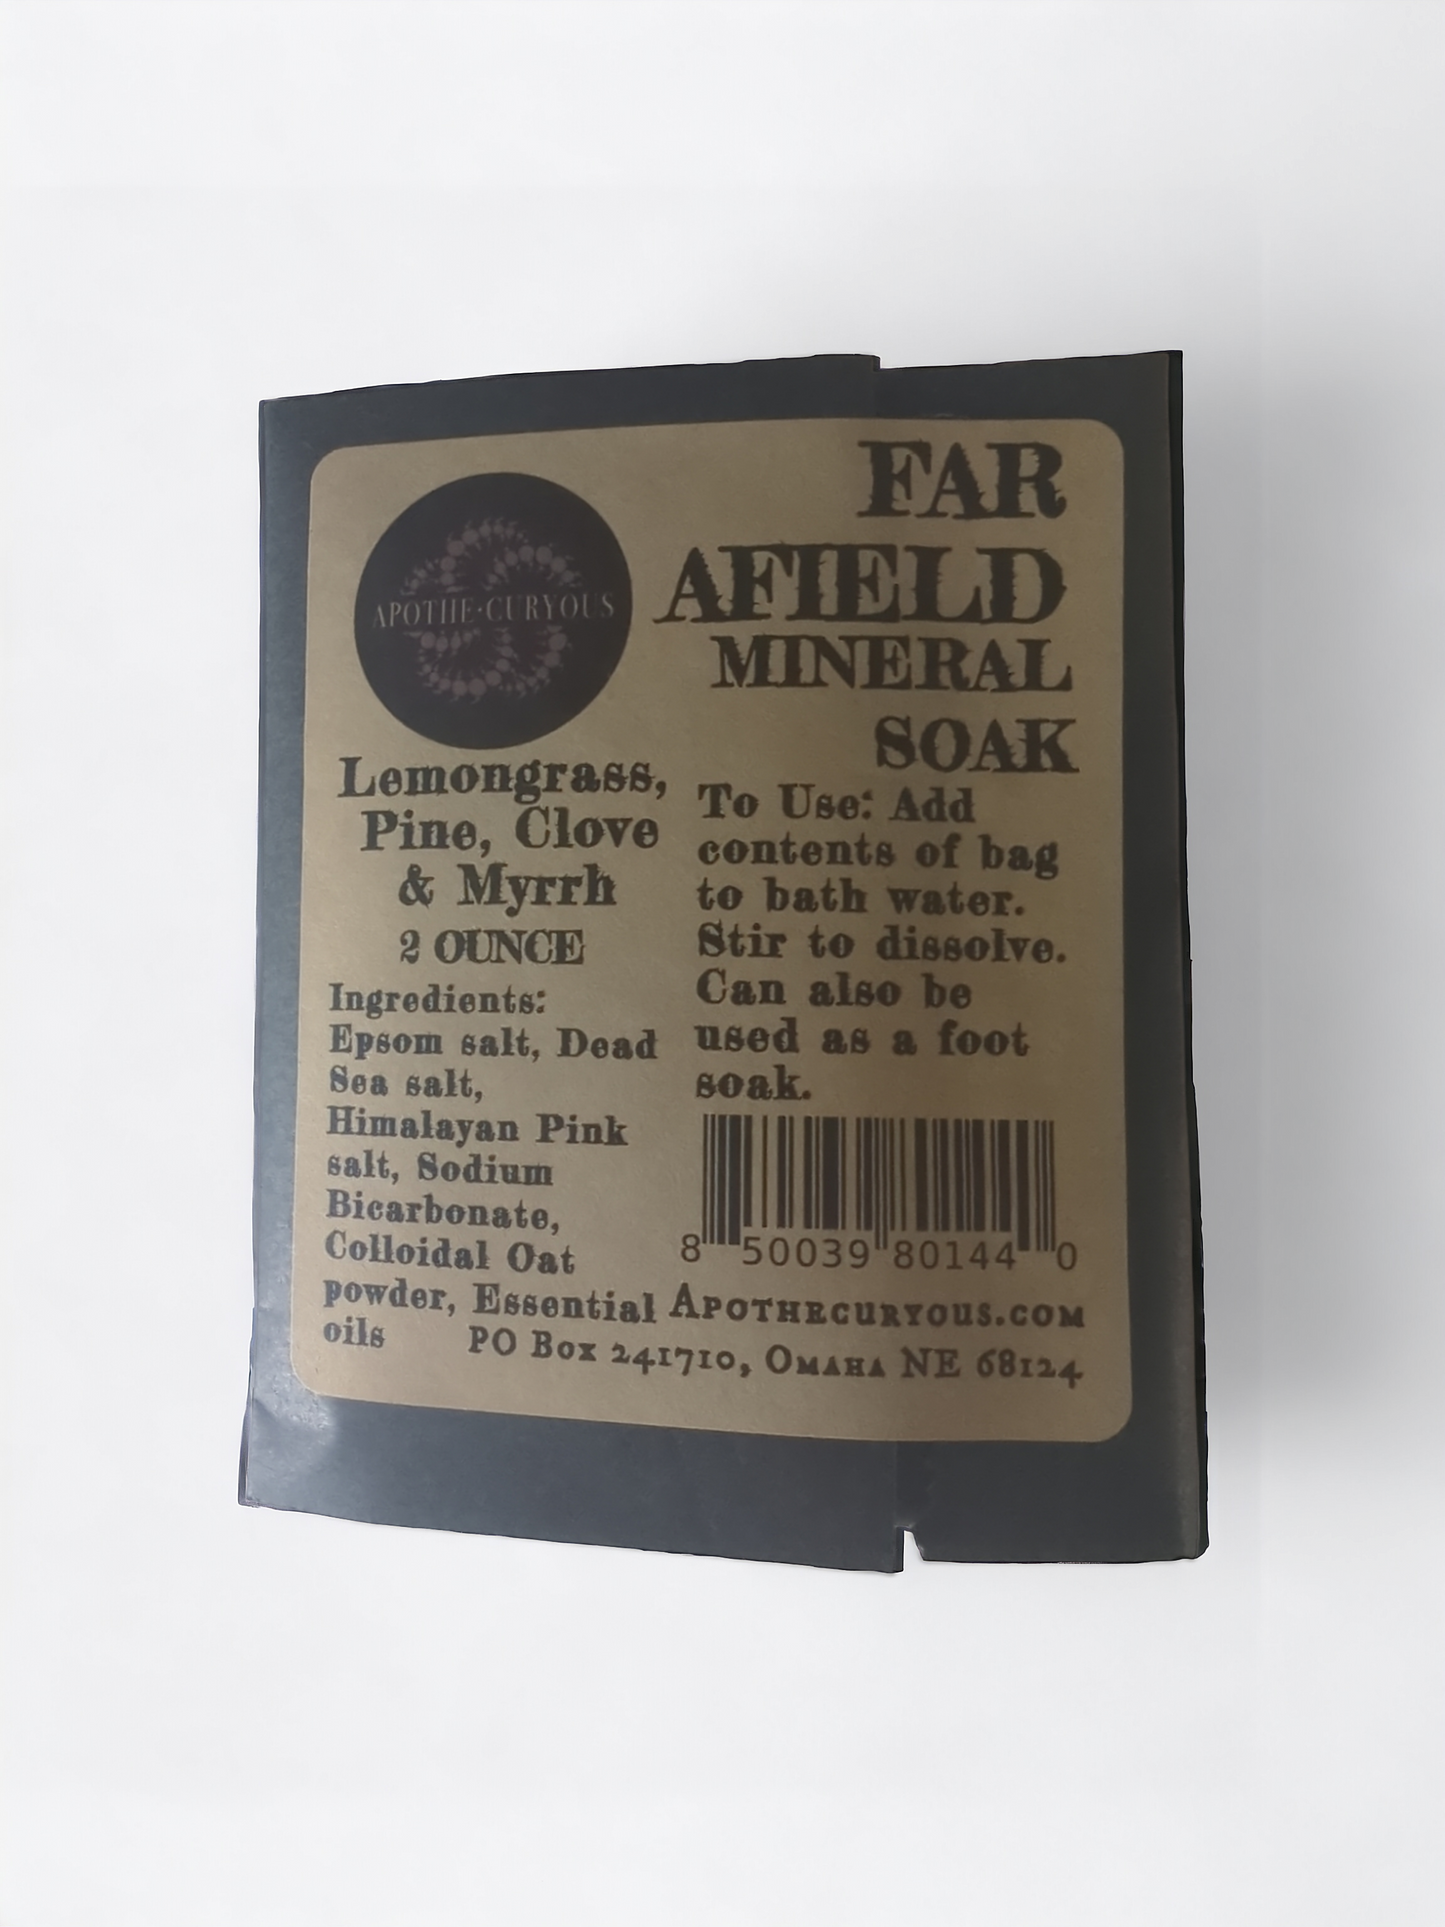 APOTHE·CURYOUS
FAR
AFIELD
MINERAL
SOAK
Lemongrass,
Pine, Clove
& Myrrh
2 OUNCE
Ingredients:
Epsom salt, Dead
Sea salt,
Himalayan Pink
salt, Sodium
Bicarbonate,
Colloidal Oat
powder, Essential
oils
To Use: Add
contents of bag
to bath water.
Stir to dissolve.
Can also be
used as a foot
soak.
8 50039 80144 0
APOTHECURYOUS.COM
PO BOX 241710, OMAHA NE 68124